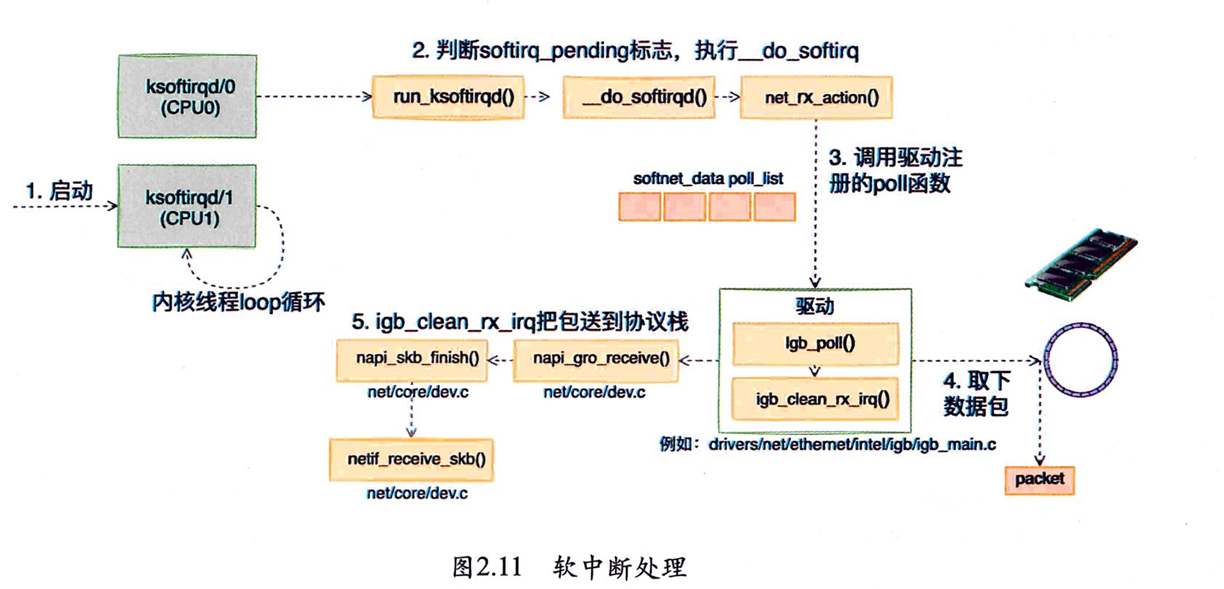 2. 判断softirq_pending标志，执行__do_softirq
ksoftirqd/0
(CPU0)
run_ksoftirqd()
__do_softirqd()
net_rx_action()
1. 启动
ksoftirqd/1
(CPU1)
内核线程loop循环
softnet_data poll_list
3. 调用驱动注
册的poll函数
驱动
Igb_poll()
igb_clean_rx_irq()
例如：drivers/net/ethernet/intel/igb/igb_main.c
4. 取下
数据包
packet
5. igb_clean_rx_irq把包送到协议栈
napi_gro_receive()
net/core/dev.c
napi_skb_finish()
net/core/dev.c
netif_receive_skb()
net/core/dev.c
图2.11 软中断处理